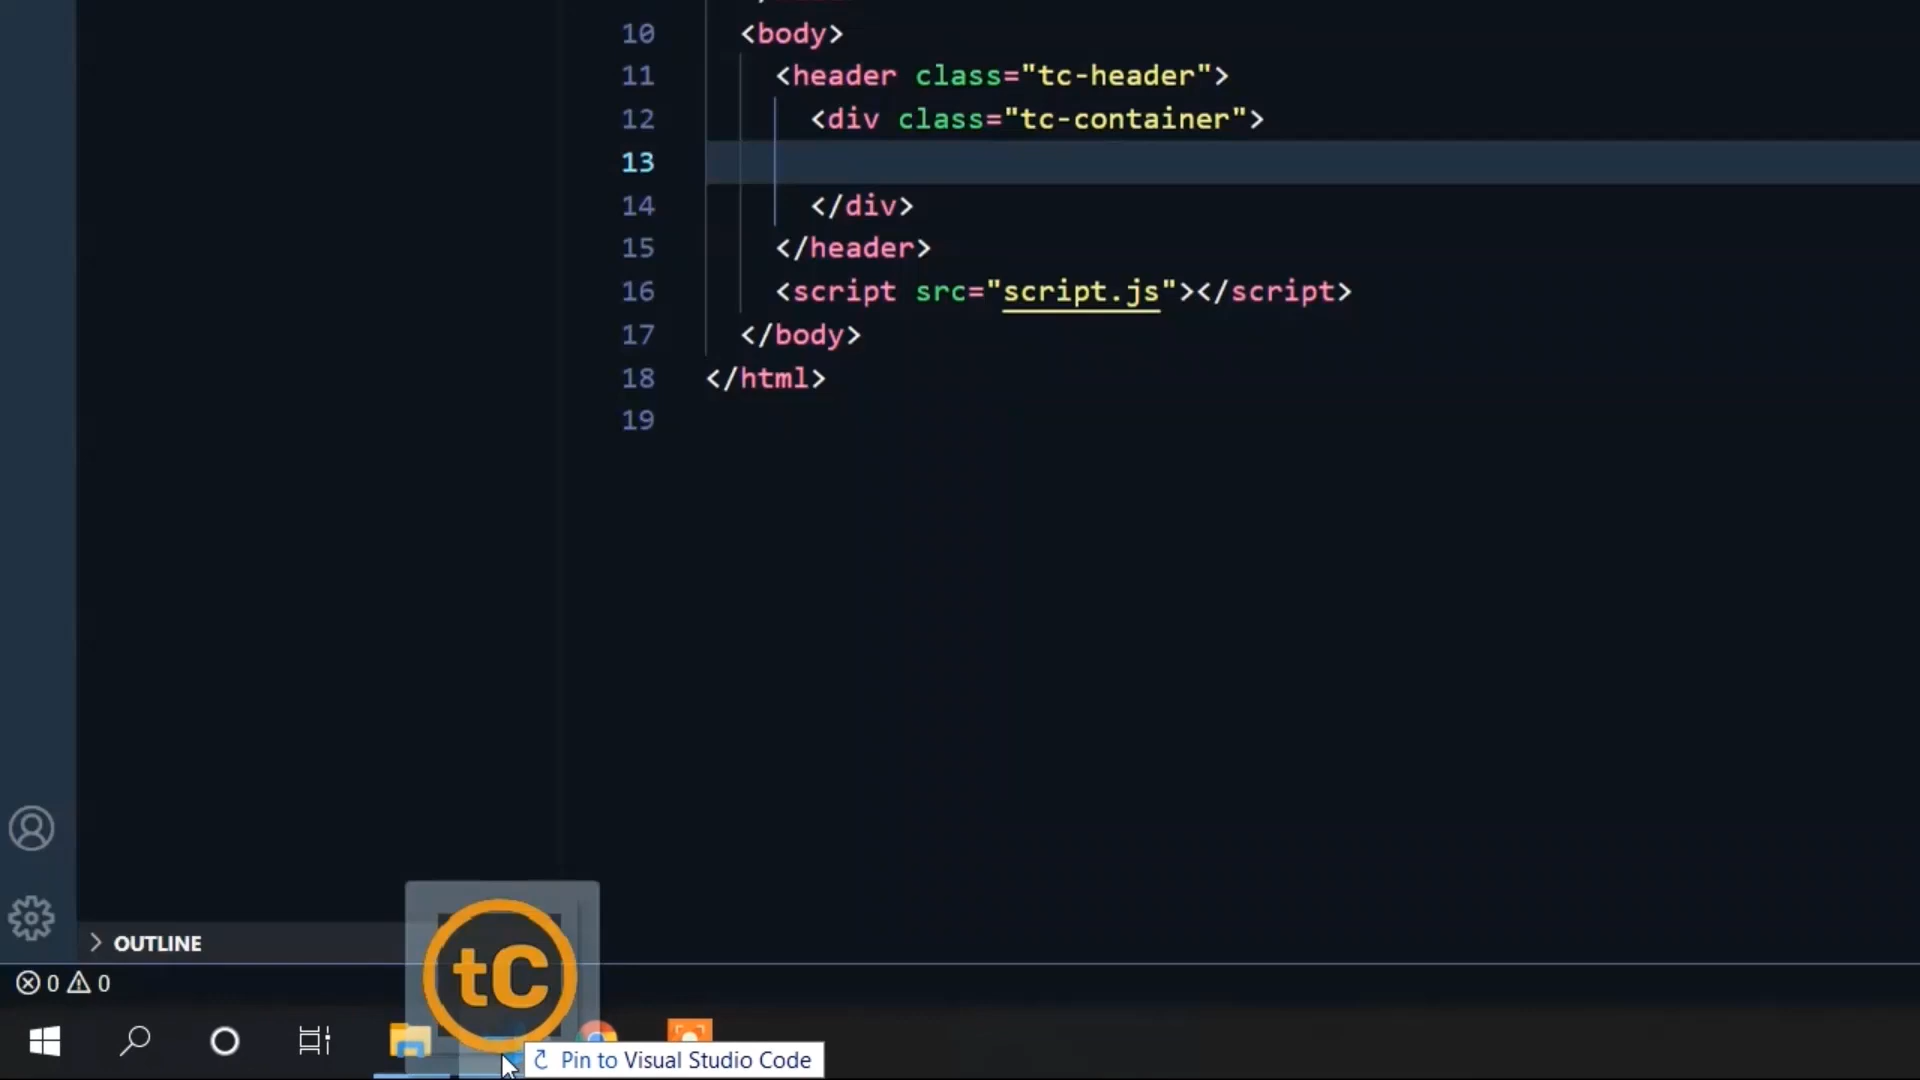 10 <body>
11 <header class="tc-header">
12 <div class="tc-container">
13
14 </div>
15 </header>
16 <script src="script.js"></script>
17 </body>
18 </html>
19
OUTLINE
0 0
tC
Pin to Visual Studio Code